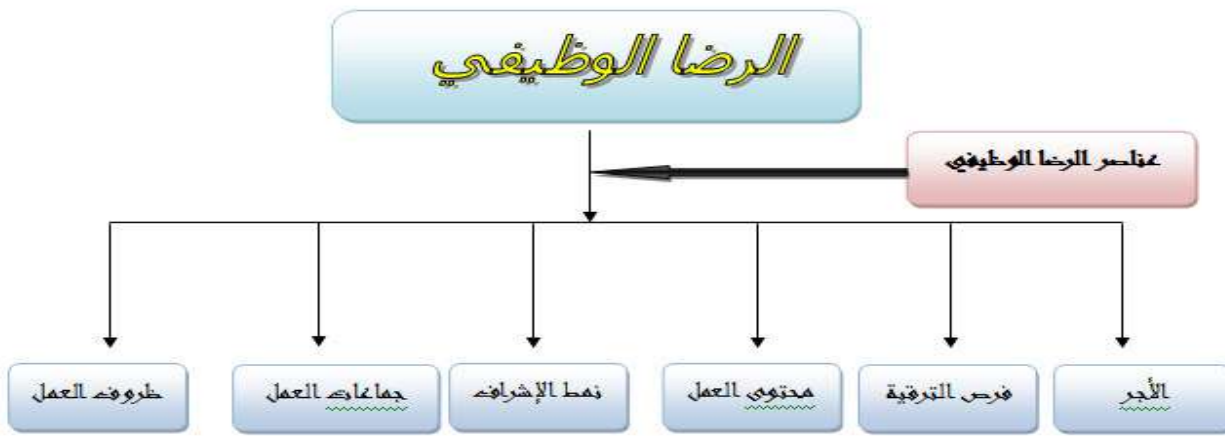 الرضا الوظيفي
عناصر الرضا الوظيفي
الأجر
فرص الترقية
محتوى العمل
نمط الإشراف
جماعات العمل
ظروف العمل